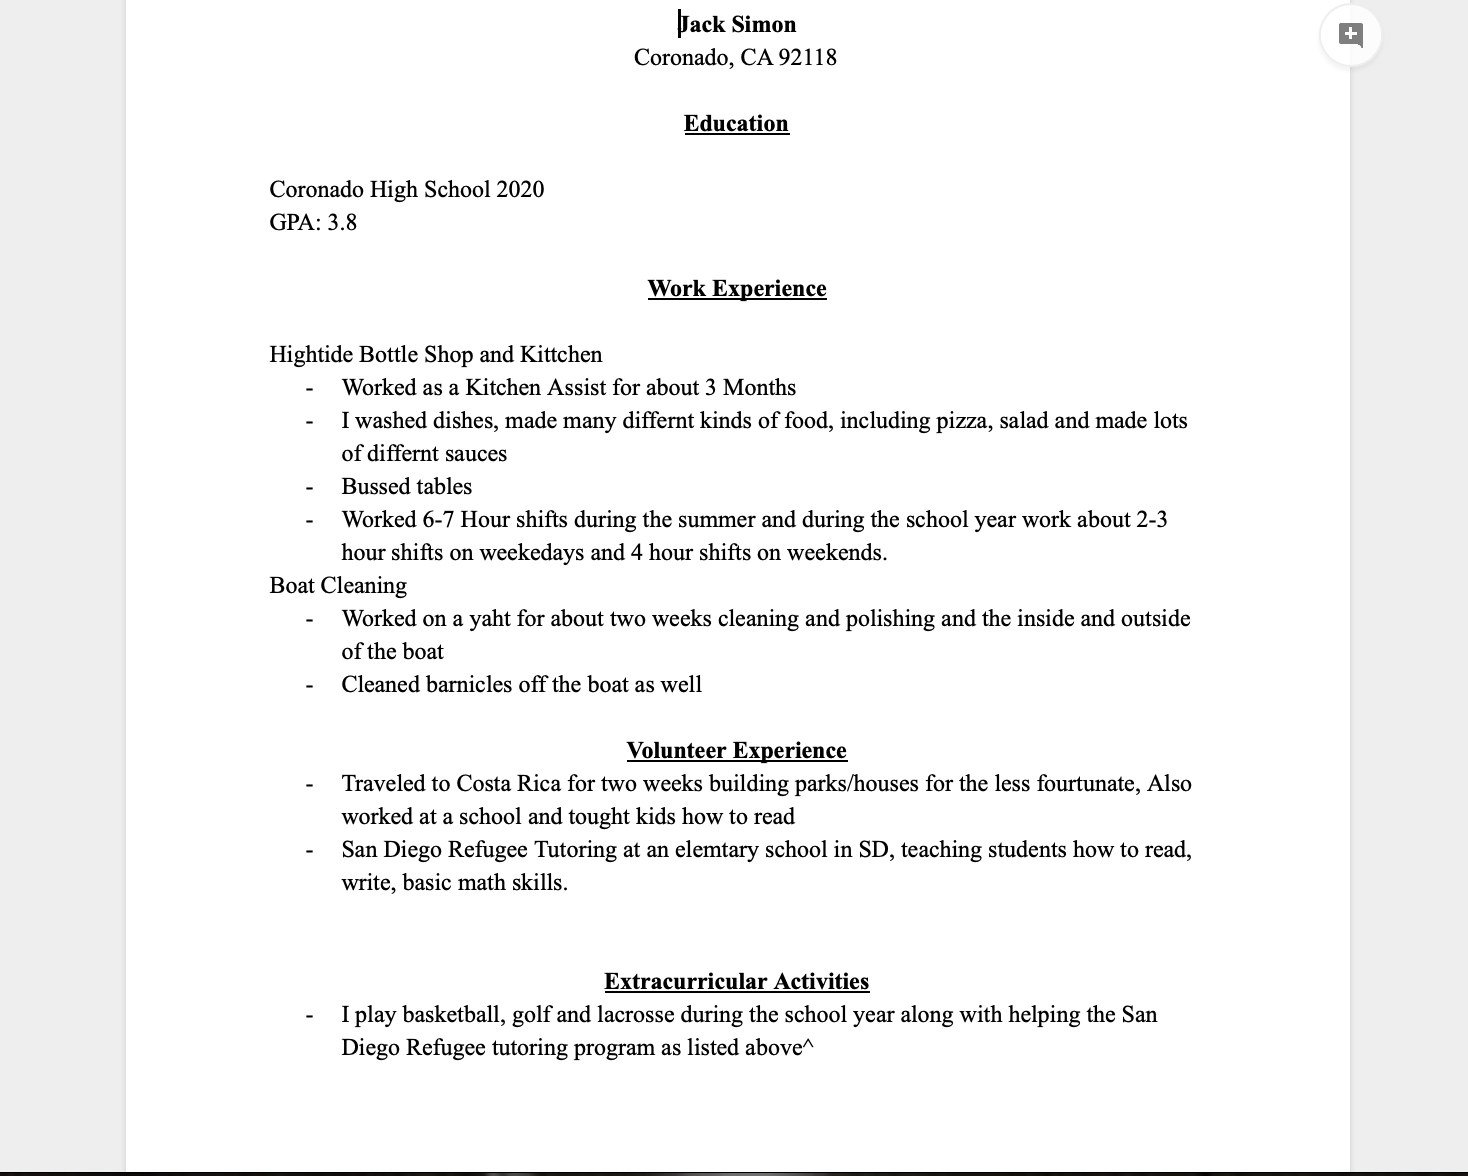 Jack Simon
Coronado, CA 92118
Education
Coronado High School 2020
GPA: 3.8
Work Experience
Hightide Bottle Shop and Kittchen
- Worked as a Kitchen Assist for about 3 Months
- I washed dishes, made many differnt kinds of food, including pizza, salad and made lots
of differnt sauces
- Bussed tables
- Worked 6-7 Hour shifts during the summer and during the school year work about 2-3
hour shifts on weekedays and 4 hour shifts on weekends.
Boat Cleaning
- Worked on a yaht for about two weeks cleaning and polishing and the inside and outside
of the boat
- Cleaned barnicles off the boat as well
Volunteer Experience
- Traveled to Costa Rica for two weeks building parks/houses for the less fourtunate, Also
worked at a school and tought kids how to read
- San Diego Refugee Tutoring at an elemtary school in SD, teaching students how to read,
write, basic math skills.
Extracurricular Activities
- I play basketball, golf and lacrosse during the school year along with helping the San
Diego Refugee tutoring program as listed above^